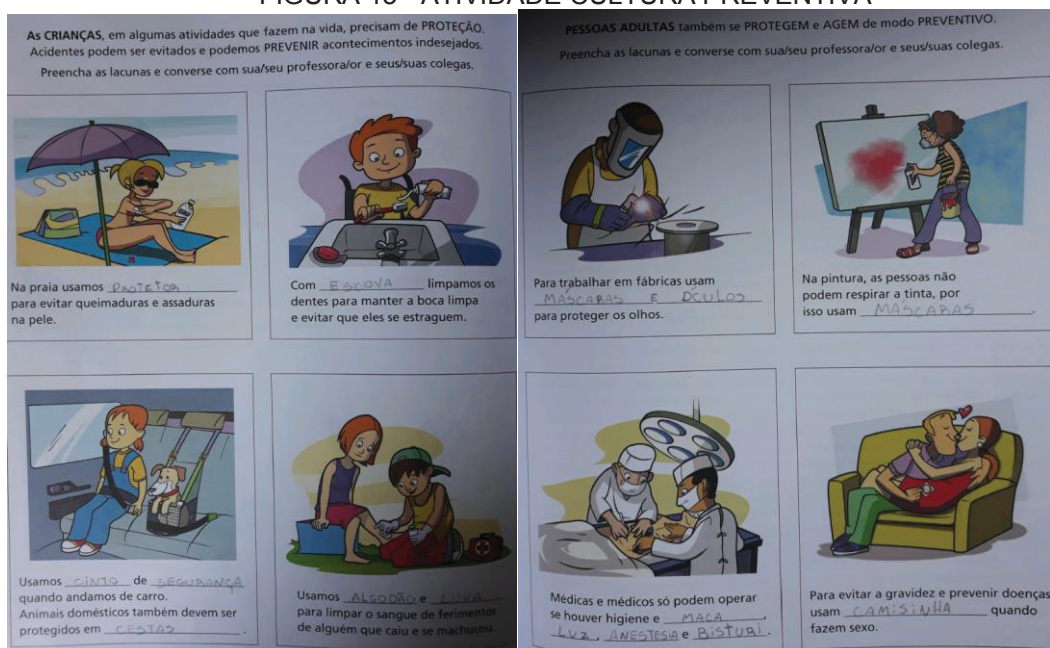 FIGURA 10 - ATIVIDADE CULTURA PREVENTIVA
As CRIANÇAS, em algumas atividades que fazem na vida, precisam de PROTEÇÃO.
Acidentes podem ser evitados e podemos PREVENIR acontecimentos indesejados.
Preencha as lacunas e converse com sua/seu professora/or e seus/suas colegas.
Na praia usamos PROTETOR
para evitar queimaduras e assaduras
na pele.
Com ESCOVA limpamos os
dentes para manter a boca limpa
e evitar que eles se estraguem.
Usamos CINTO de SEGURANÇA
quando andamos de carro.
Animais domésticos também devem ser
protegidos em CESTAS.
Usamos ALGODÃO e LUVA
para limpar o sangue de ferimentos
de alguém que caiu e se machucou.
PESSOAS ADULTAS também se PROTEGEM e AGEM de modo PREVENTIVO.
Preencha as lacunas e converse com sua/seu professora/or e seus/suas colegas.
Para trabalhar em fábricas usam
MÁSCARAS E ÓCULOS
para proteger os olhos.
Na pintura, as pessoas não
podem respirar a tinta, por
isso usam MÁSCARAS.
Médicas e médicos só podem operar
se houver higiene e MACA,
LUZ, ANESTESIA e BISTURI.
Para evitar a gravidez e prevenir doenças
usam CAMISINHA quando
fazem sexo.